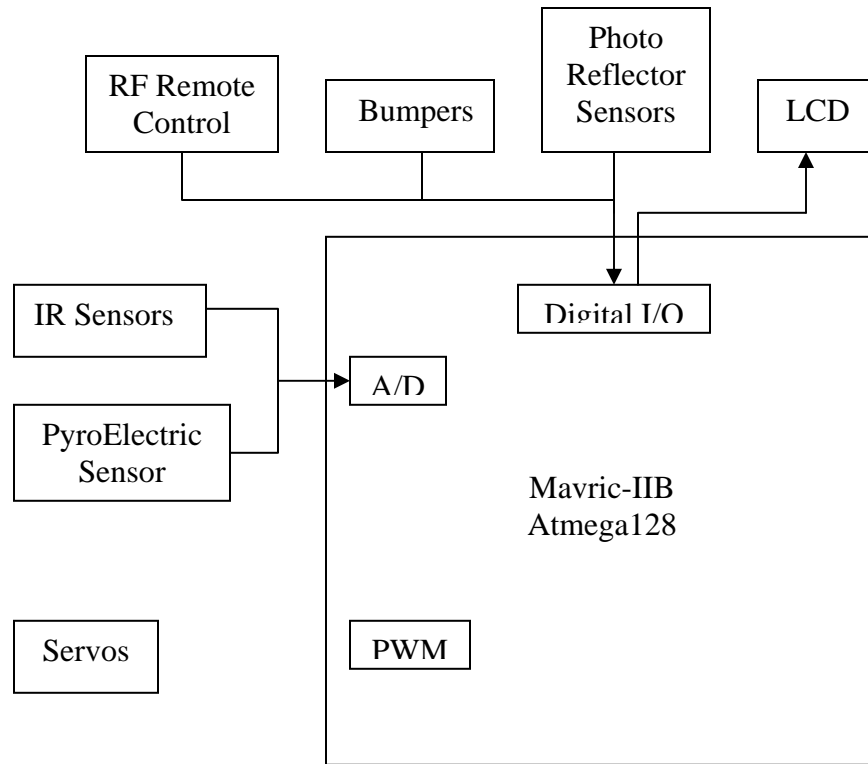 RF Remote
Control
Bumpers
Photo
Reflector
Sensors
LCD
IR Sensors
Digital I/O
A/D
PyroElectric
Sensor
Mavric-IIB
Atmega128
Servos
PWM